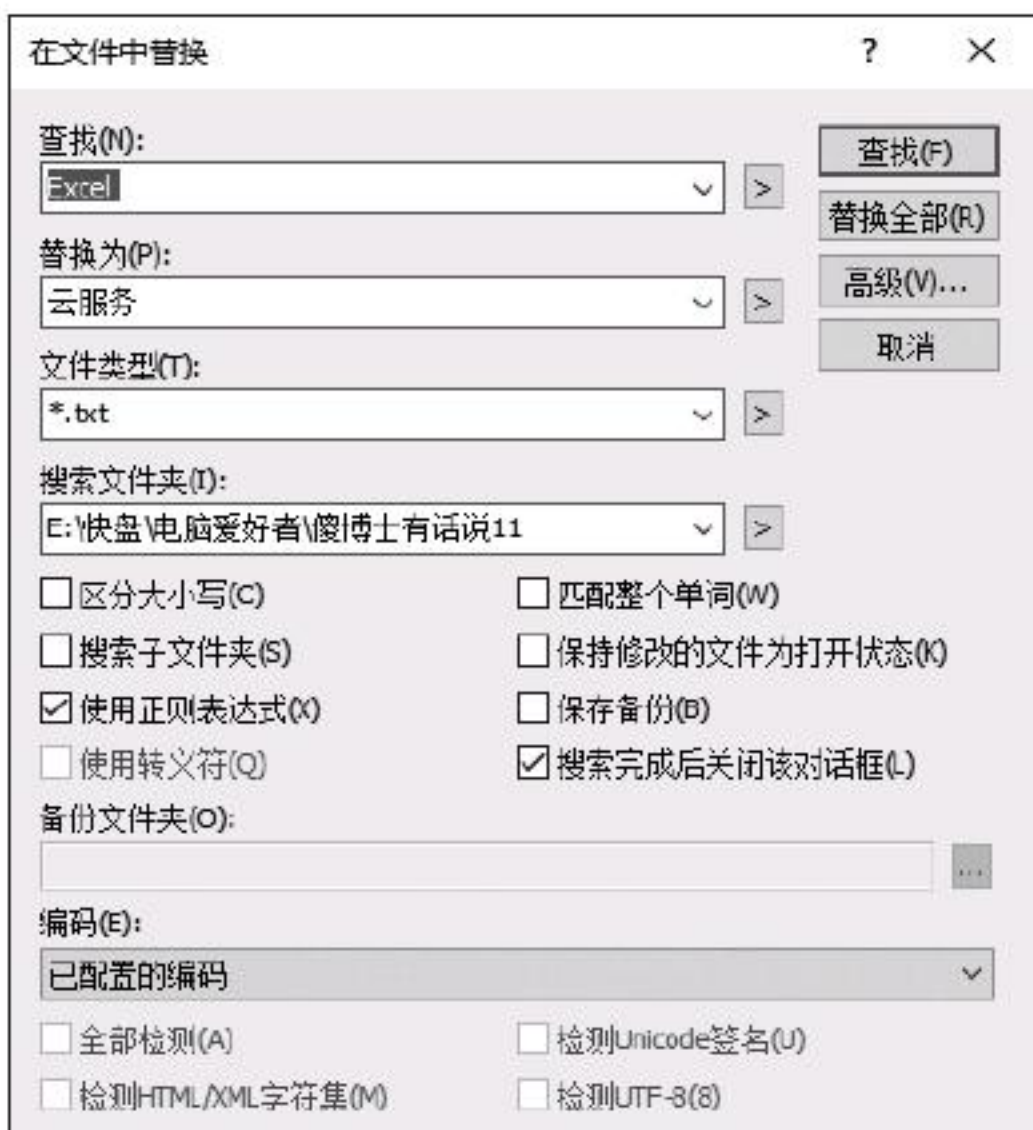 在文件中替换 ? ×
查找(N):
Excel >
查找(F)
替换全部(R)
替换为(P):
云服务 >
高级(V)...
取消
文件类型(T):
*.txt >
搜索文件夹(I):
E:\快盘\电脑爱好者\傻博士有话说11 >
区分大小写(C) 匹配整个单词(W)
搜索子文件夹(S) 保持修改的文件为打开状态(K)
使用正则表达式(X) 保存备份(B)
使用转义符(Q) 搜索完成后关闭该对话框(L)
备份文件夹(O):
...
编码(E):
已配置的编码
全部检测(A) 检测Unicode签名(U)
检测HTML/XML字符集(M) 检测UTF-8(8)